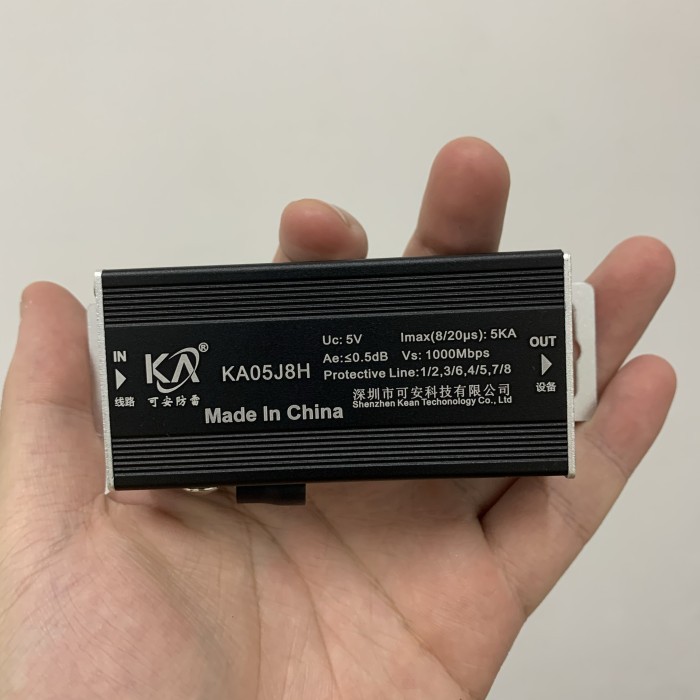 IN
线路
KA®
可安防雷
KA05J8H
Uc: 5V Imax(8/20µs): 5KA
Ae:≤0.5dB Vs: 1000Mbps
Protective Line:1/2,3/6,4/5,7/8
深圳市可安科技有限公司
Shenzhen Kean Techonology Co., Ltd
Made In China
OUT
设备